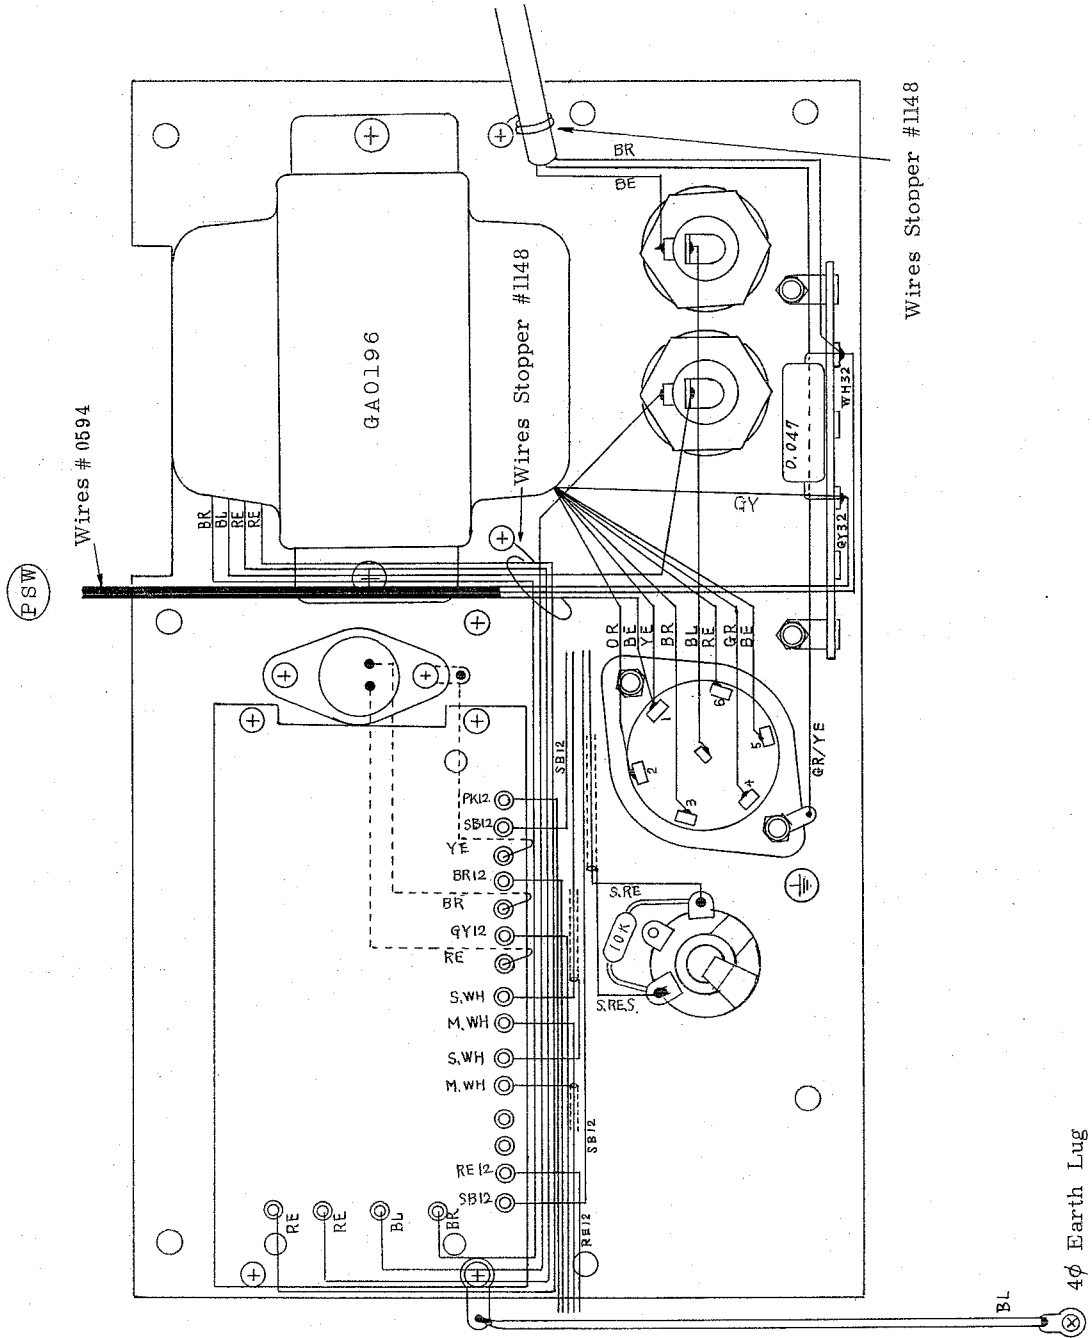 BR
BE
Wires Stopper #1148
GA0196
Wires Stopper #1148
Wires # 0594
PSW
BR
BL
RE
RE
0.047
WH32
GY32
GY
OR
BE
YE
BR
BL
RE
GR
BE
GR/YE
1
2
3
4
5
6
SB12
PK12
SB12
YE
BR12
BR
GY12
RE
S.WH
M.WH
S.WH
M.WH
RE12
SB12
S.RE
10K
S.RE.S.
SB12
RE12
RE
RE
BL
BR
BL
4φ Earth Lug